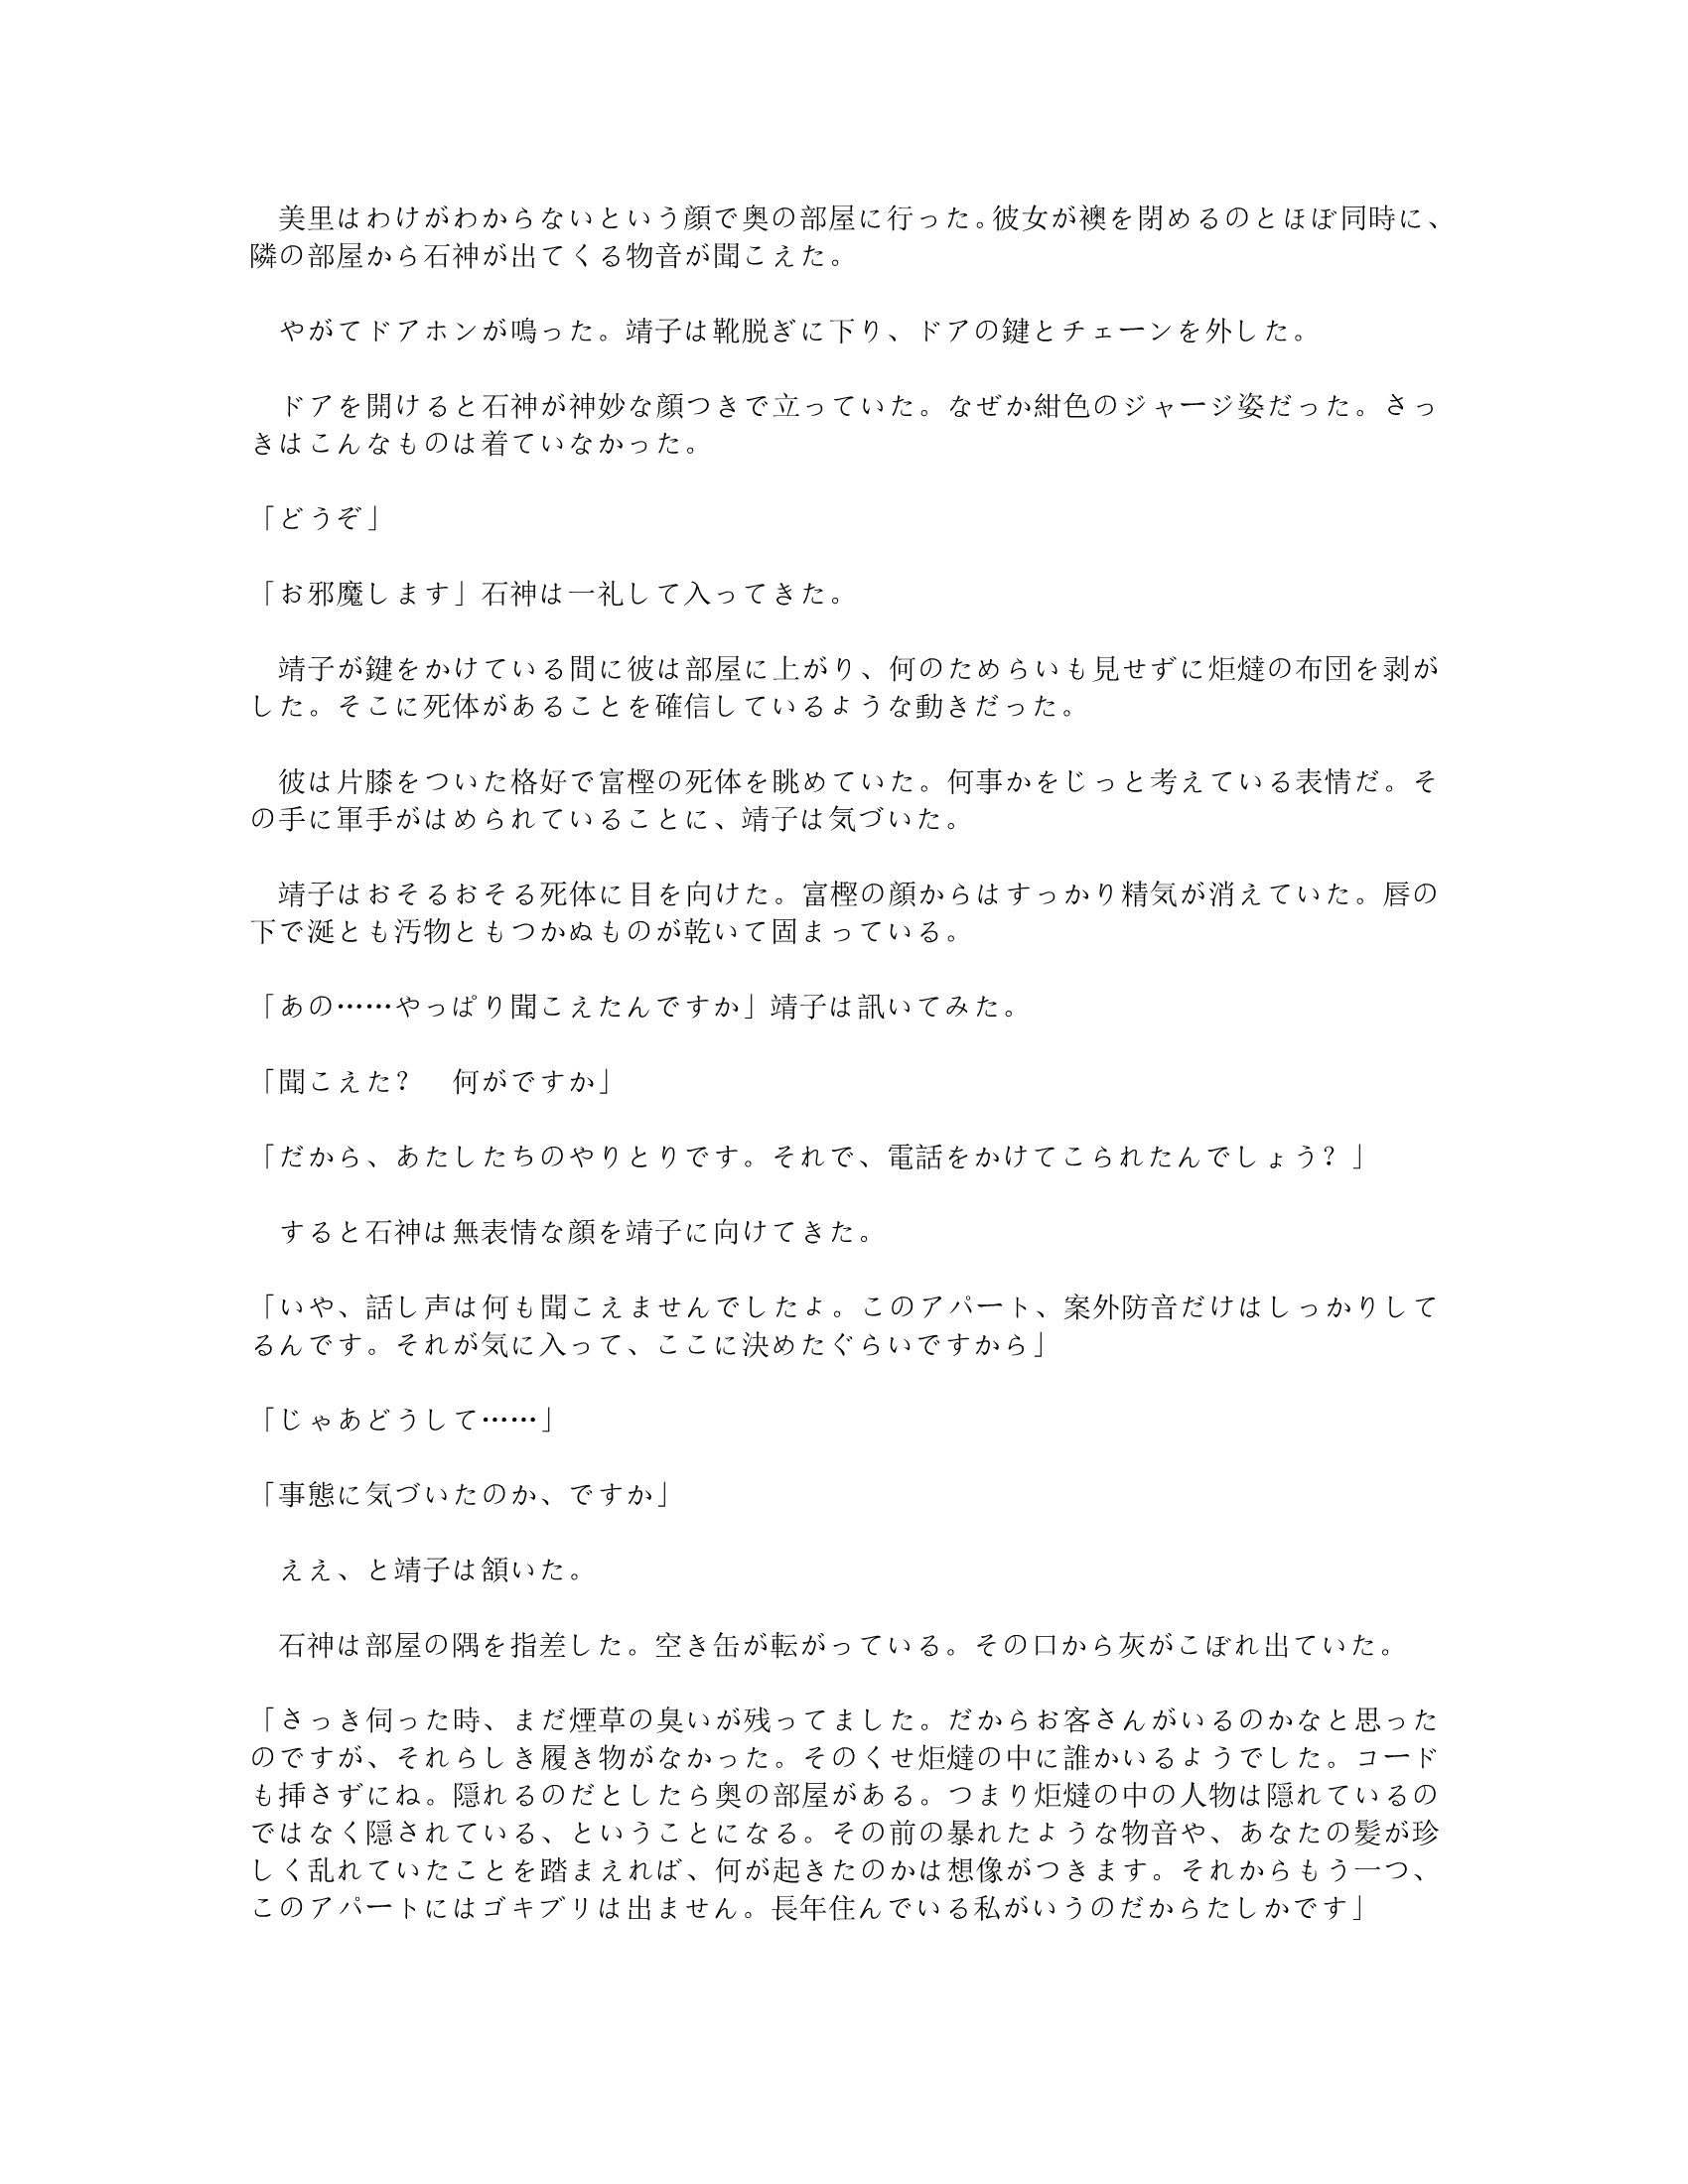 美里はわけがわからないという顔で奥の部屋に行った。彼女が襖を閉めるのとほぼ同時に、
隣の部屋から石神が出てくる物音が聞こえた。
　やがてドアホンが鳴った。靖子は靴脱ぎに下り、ドアの鍵とチェーンを外した。
　ドアを開けると石神が神妙な顔つきで立っていた。なぜか紺色のジャージ姿だった。さっ
きはこんなものは着ていなかった。
「どうぞ」
「お邪魔します」石神は一礼して入ってきた。
　靖子が鍵をかけている間に彼は部屋に上がり、何のためらいも見せずに炬燵の布団を剥が
した。そこに死体があることを確信しているような動きだった。
　彼は片膝をついた格好で富樫の死体を眺めていた。何事かをじっと考えている表情だ。そ
の手に軍手がはめられていることに、靖子は気づいた。
　靖子はおそるおそる死体に目を向けた。富樫の顔からはすっかり精気が消えていた。唇の
下で涎とも汚物ともつかぬものが乾いて固まっている。
「あの……やっぱり聞こえたんですか」靖子は訊いてみた。
「聞こえた？　何がですか」
「だから、あたしたちのやりとりです。それで、電話をかけてこられたんでしょう？」
　すると石神は無表情な顔を靖子に向けてきた。
「いや、話し声は何も聞こえませんでしたよ。このアパート、案外防音だけはしっかりして
るんです。それが気に入って、ここに決めたぐらいですから」
「じゃあどうして……」
「事態に気づいたのか、ですか」
　ええ、と靖子は頷いた。
　石神は部屋の隅を指差した。空き缶が転がっている。その口から灰がこぼれ出ていた。
「さっき伺った時、まだ煙草の臭いが残ってました。だからお客さんがいるのかなと思った
のですが、それらしき履き物がなかった。そのくせ炬燵の中に誰かいるようでした。コード
も挿さずにね。隠れるのだとしたら奥の部屋がある。つまり炬燵の中の人物は隠れているの
ではなく隠されている、ということになる。その前の暴れたような物音や、あなたの髪が珍
しく乱れていたことを踏まえれば、何が起きたのかは想像がつきます。それからもう一つ、
このアパートにはゴキブリは出ません。長年住んでいる私がいうのだからたしかです」